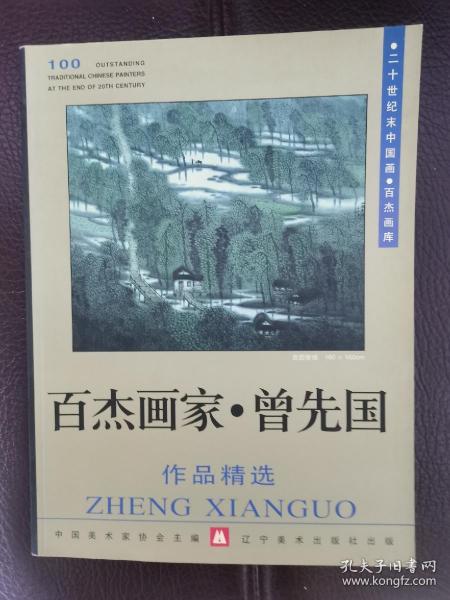 100 OUTSTANDING
TRADITIONAL CHINESE PAINTERS
AT THE END OF 20TH CENTURY
•二十世纪末中国画•百杰画库
160 × 160cm
百杰画家•曾先国
作品精选
ZHENG XIANGUO
中国美术家协会主编 辽宁美术出版社出版
孔夫子旧书网
www.kongfz.com